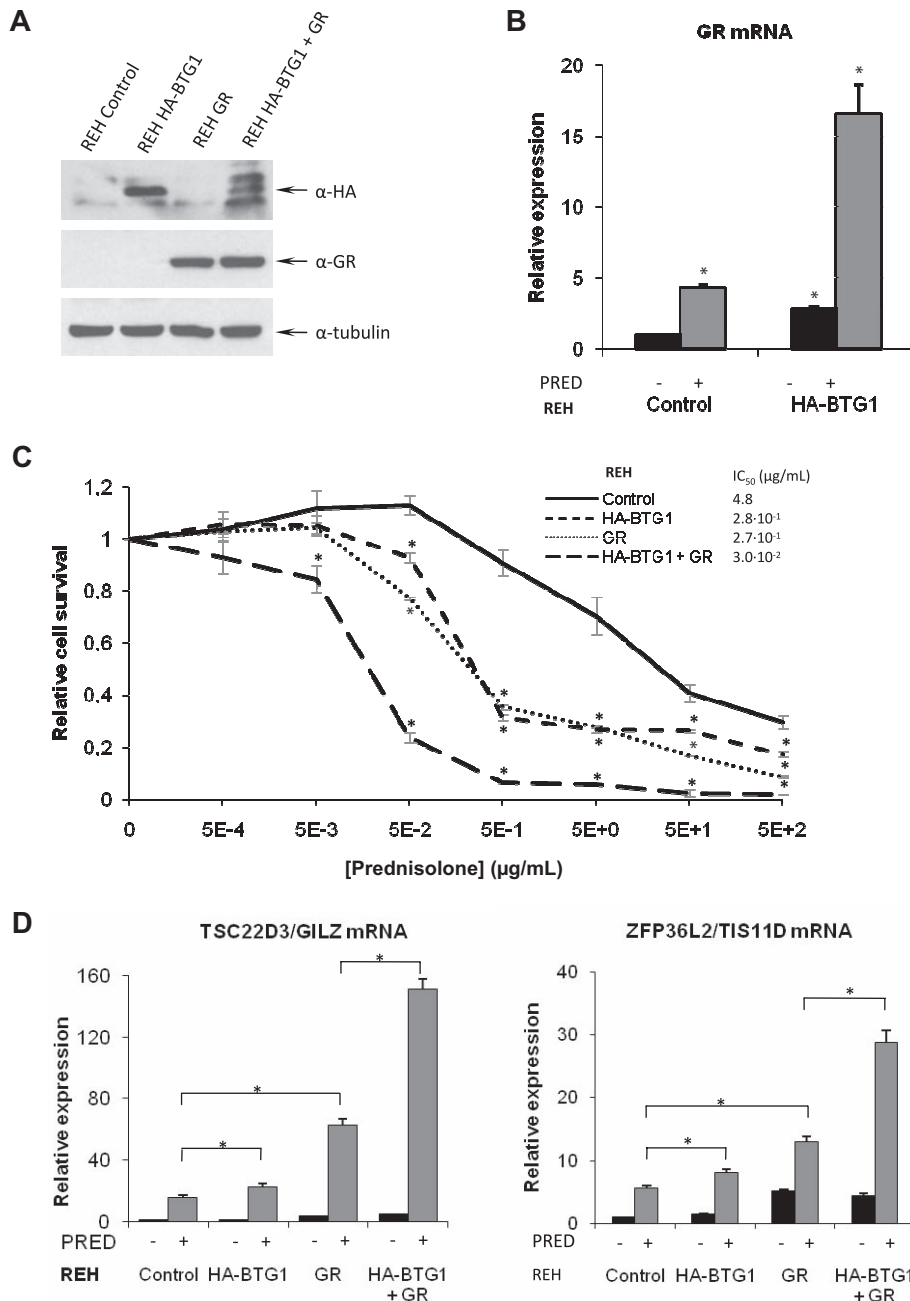 A
REH Control
REH HA-BTG1
REH GR
REH HA-BTG1 + GR
α-HA
α-GR
α-tubulin
B
GR mRNA
Relative expression
20
15
10
5
0
PRED - + - +
REH Control HA-BTG1
C
Relative cell survival
1.2
1
0.8
0.6
0.4
0.2
0
REH IC50 (µg/mL)
Control 4.8
HA-BTG1 2.8·10-1
GR 2.7·10-1
HA-BTG1 + GR 3.0·10-2
0 5E-4 5E-3 5E-2 5E-1 5E+0 5E+1 5E+2
[Prednisolone] (µg/mL)
D
TSC22D3/GILZ mRNA
Relative expression
160
120
80
40
0
PRED - + - + - + - +
REH Control HA-BTG1 GR HA-BTG1
+ GR
ZFP36L2/TIS11D mRNA
Relative expression
40
30
20
10
0
PRED - + - + - + - +
REH Control HA-BTG1 GR HA-BTG1
+ GR